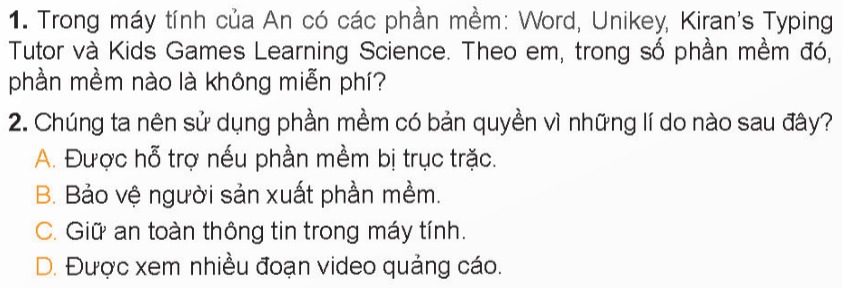 1. Trong máy tính của An có các phần mềm: Word, Unikey, Kiran's Typing
Tutor và Kids Games Learning Science. Theo em, trong số phần mềm đó,
phần mềm nào là không miễn phí?
2. Chúng ta nên sử dụng phần mềm có bản quyền vì những lí do nào sau đây?
A. Được hỗ trợ nếu phần mềm bị trục trặc.
B. Bảo vệ người sản xuất phần mềm.
C. Giữ an toàn thông tin trong máy tính.
D. Được xem nhiều đoạn video quảng cáo.